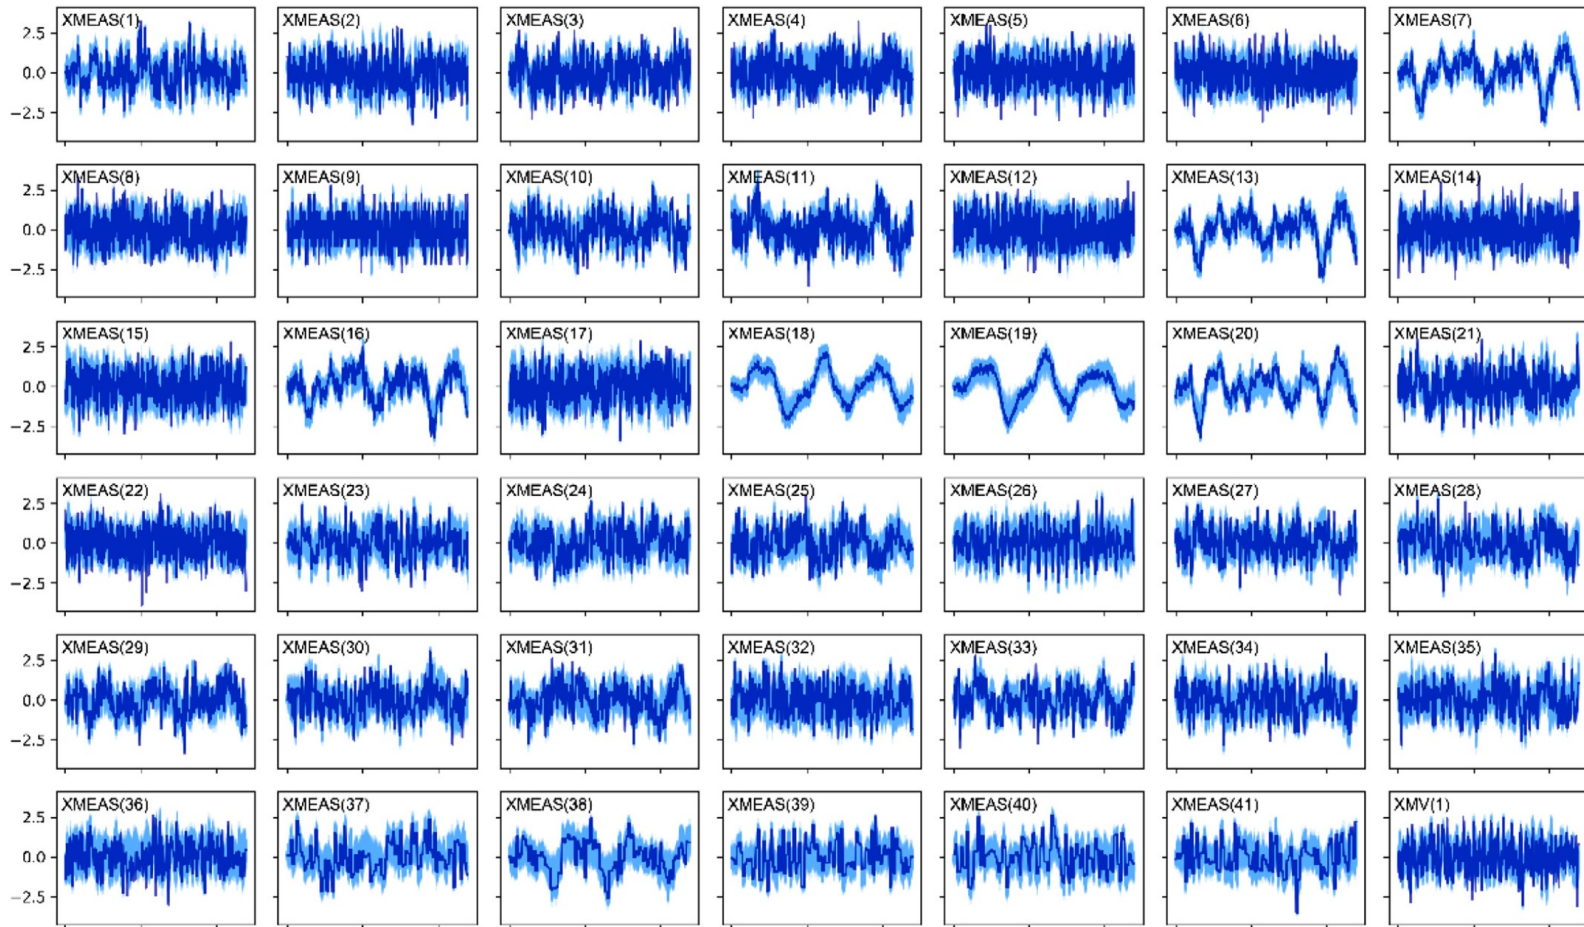 2.5 XMEAS(1) XMEAS(2) XMEAS(3) XMEAS(4) XMEAS(5) XMEAS(6) XMEAS(7)
0.0
−2.5
2.5 XMEAS(8) XMEAS(9) XMEAS(10) XMEAS(11) XMEAS(12) XMEAS(13) XMEAS(14)
0.0
−2.5
2.5 XMEAS(15) XMEAS(16) XMEAS(17) XMEAS(18) XMEAS(19) XMEAS(20) XMEAS(21)
0.0
−2.5
2.5 XMEAS(22) XMEAS(23) XMEAS(24) XMEAS(25) XMEAS(26) XMEAS(27) XMEAS(28)
0.0
−2.5
2.5 XMEAS(29) XMEAS(30) XMEAS(31) XMEAS(32) XMEAS(33) XMEAS(34) XMEAS(35)
0.0
−2.5
2.5 XMEAS(36) XMEAS(37) XMEAS(38) XMEAS(39) XMEAS(40) XMEAS(41) XMV(1)
0.0
−2.5